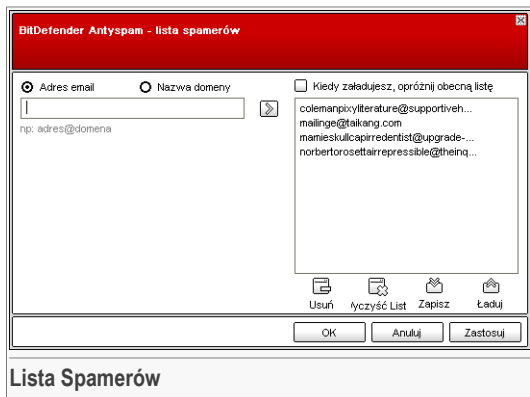 BitDefender Antyspam - lista spamerów
Adres email
Nazwa domeny
np: adres@domena
Kiedy załadujesz, opróżnij obecną listę
colemanpixyliterature@supportiveh...
mailinge@taikang.com
mamieskullcapirredentist@upgrade-...
norbertorosettairrepressible@theinq...
Usuń
/yczyść List
Zapisz
Ładuj
OK
Anuluj
Zastosuj
Lista Spamerów